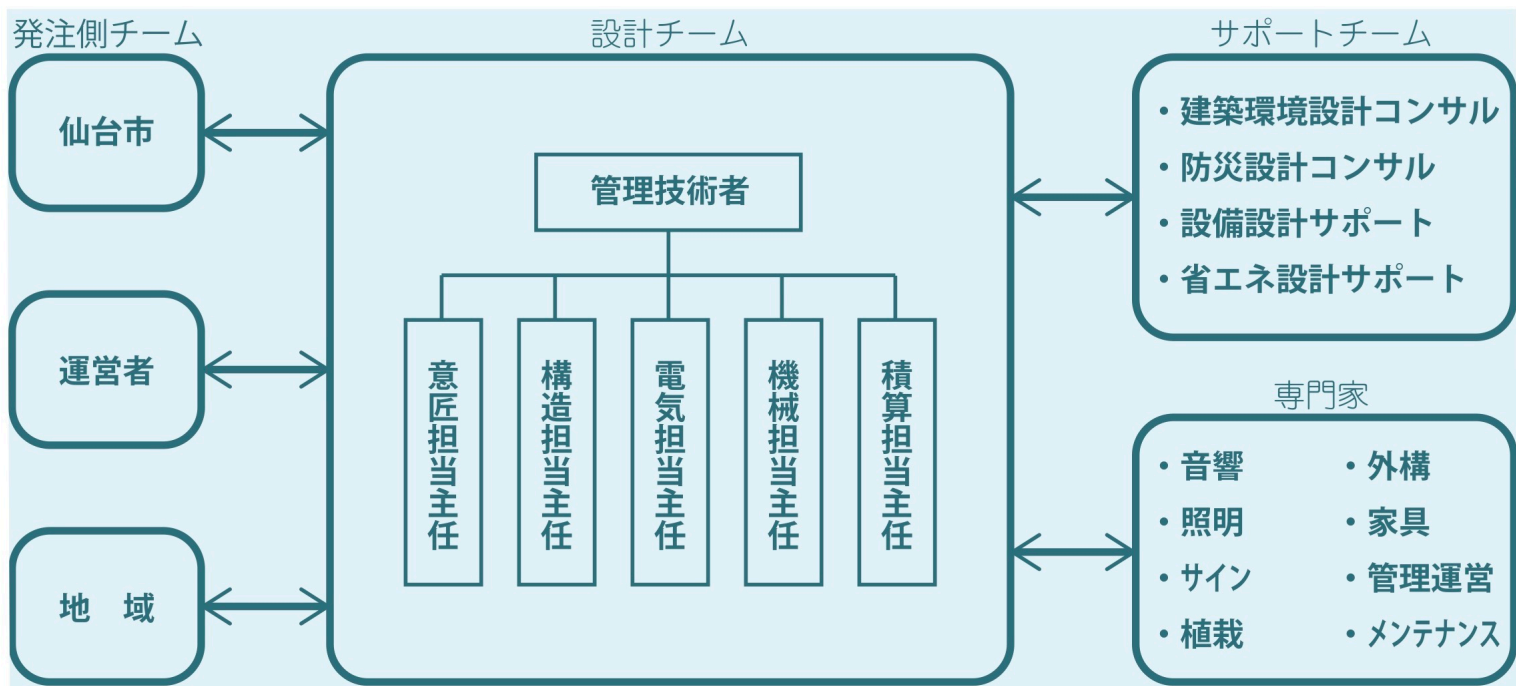 発注側チーム
仙台市
運営者
地　域
設計チーム
管理技術者
意匠担当主任
構造担当主任
電気担当主任
機械担当主任
積算担当主任
サポートチーム
・建築環境設計コンサル
・防災設計コンサル
・設備設計サポート
・省エネ設計サポート
専門家
・音響
・照明
・サイン
・植栽
・外構
・家具
・管理運営
・メンテナンス